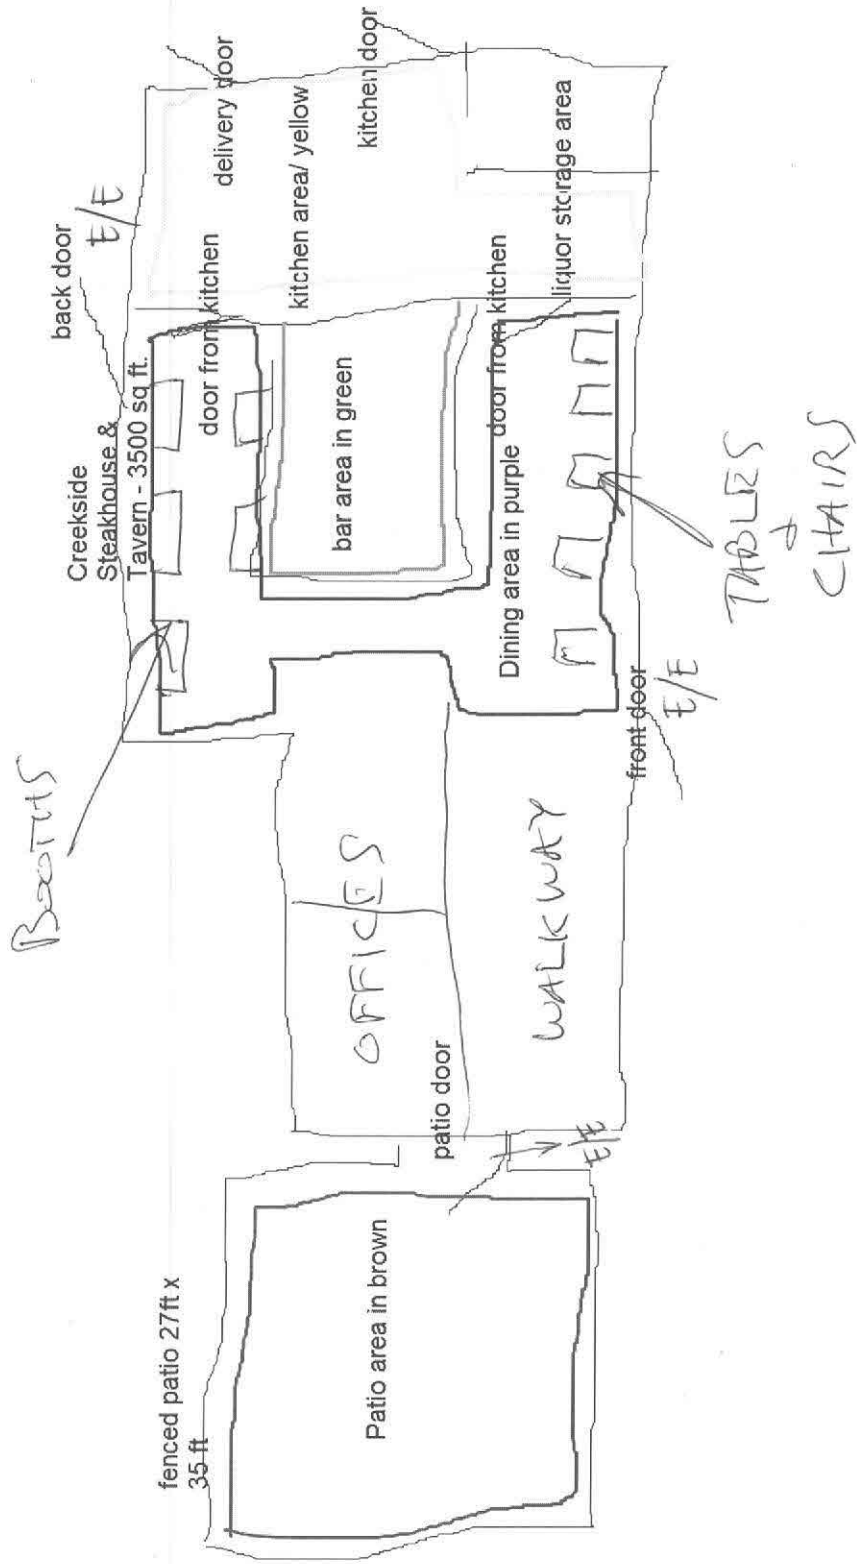 Creekside
Steakhouse &
Tavern - 3500 sq ft.
back door
E/E
delivery door
door from kitchen
kitchen area/ yellow
kitchen door
bar area in green
door from kitchen
liquor storage area
Dining area in purple
front door
E/E
TABLES
+
CHAIRS
BOOTHS
OFFICES
WALKWAY
patio door
E/E
fenced patio 27ft x
35 ft
Patio area in brown